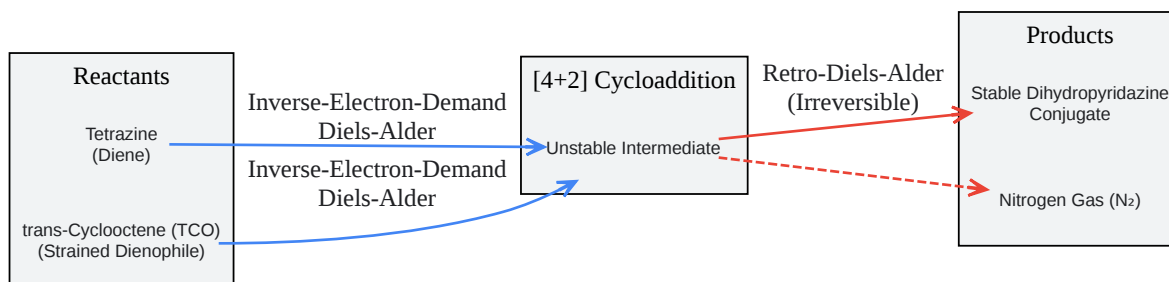 Reactants
Tetrazine
(Diene)
trans-Cyclooctene (TCO)
(Strained Dienophile)
Inverse-Electron-Demand
Diels-Alder
Inverse-Electron-Demand
Diels-Alder
[4+2] Cycloaddition
Unstable Intermediate
Retro-Diels-Alder
(Irreversible)
Products
Stable Dihydropyridazine
Conjugate
Nitrogen Gas (N₂)